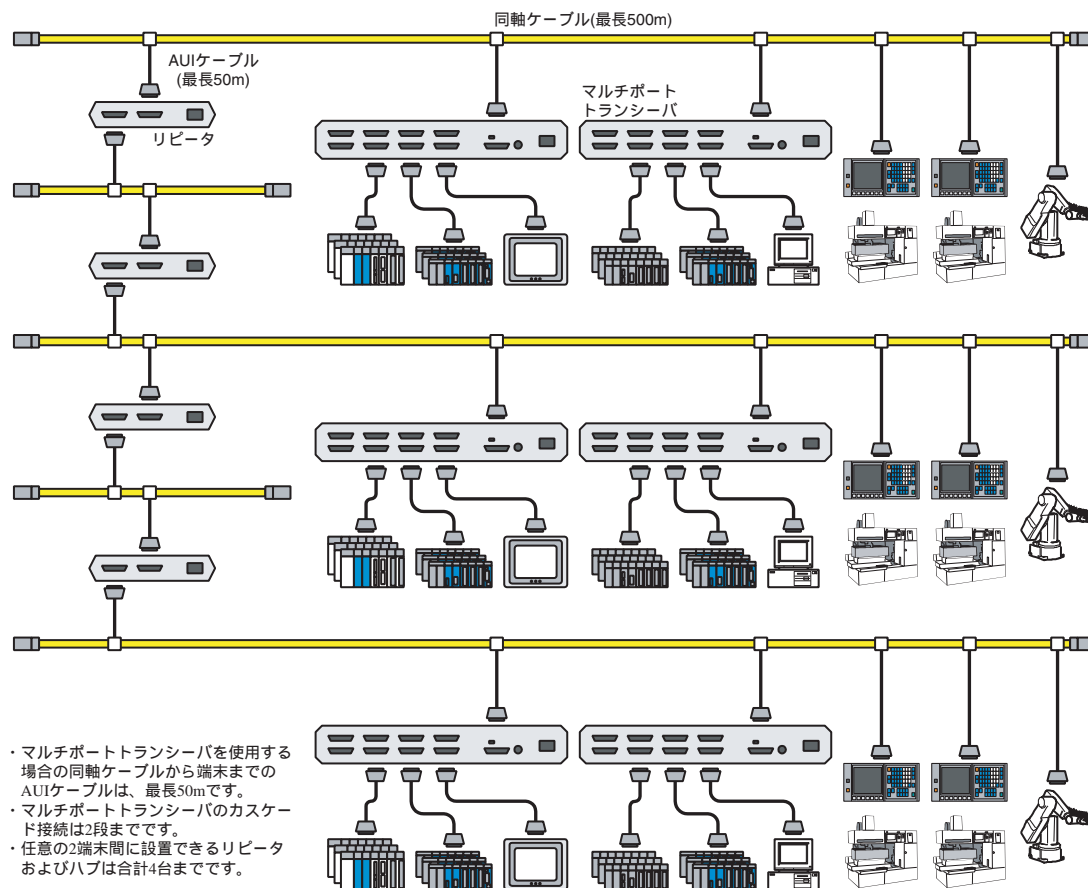 同軸ケーブル(最長500m)
AUIケーブル
(最長50m)
リピータ
マルチポート
トランシーバ
・マルチポートトランシーバを使用する
場合の同軸ケーブルから端末までの
AUIケーブルは、最長50mです。
・マルチポートトランシーバのカスケー
ド接続は2段までです。
・任意の2端末間に設置できるリピータ
およびハブは合計4台までです。